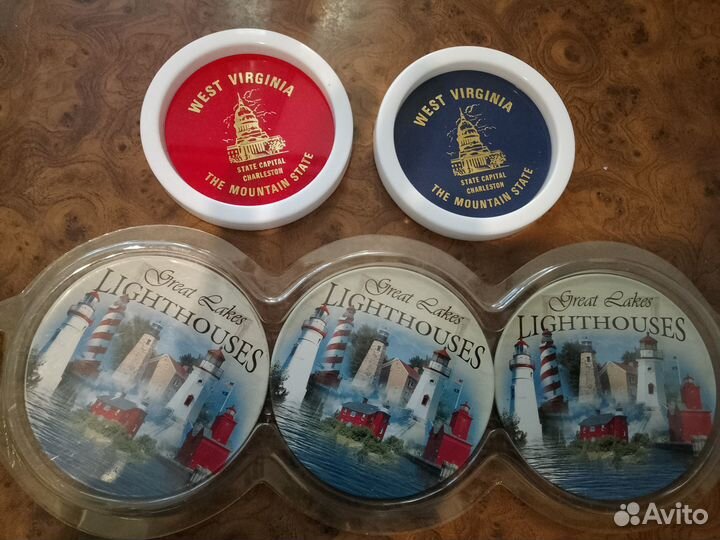 WEST VIRGINIA
STATE CAPITAL
CHARLESTON
THE MOUNTAIN STATE
WEST VIRGINIA
STATE CAPITAL
CHARLESTON
THE MOUNTAIN STATE
Great Lakes
LIGHTHOUSES
Great Lakes
LIGHTHOUSES
Great Lakes
LIGHTHOUSES
Avito